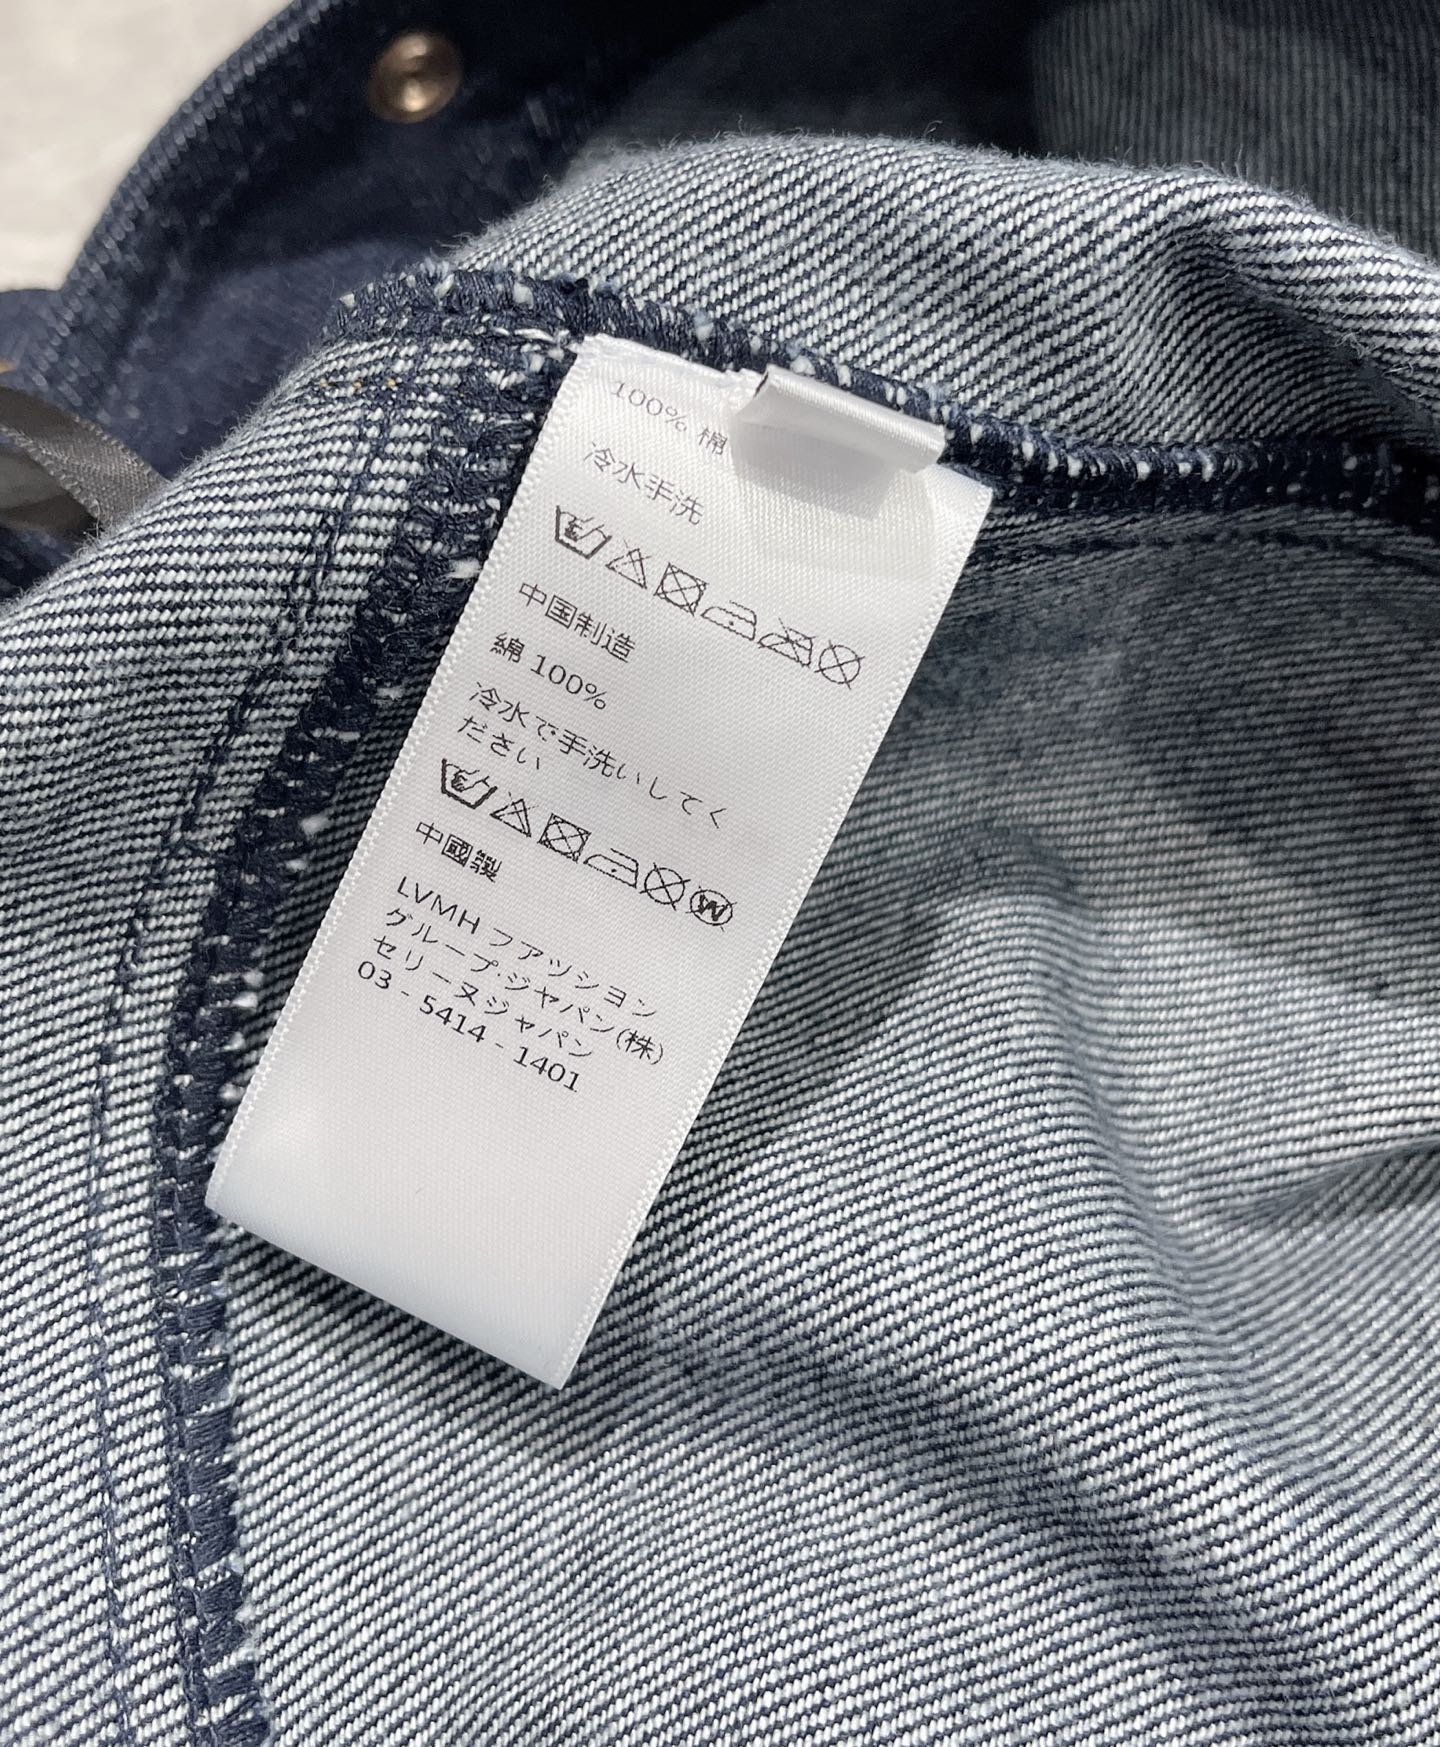 100% 棉
冷水手洗
中国制造
綿 100%
冷水で手洗いしてく
ださい
中國製
LVMH ファッション
グループ·ジャパン(株)
セリーヌジャパン
03 - 5414 - 1401